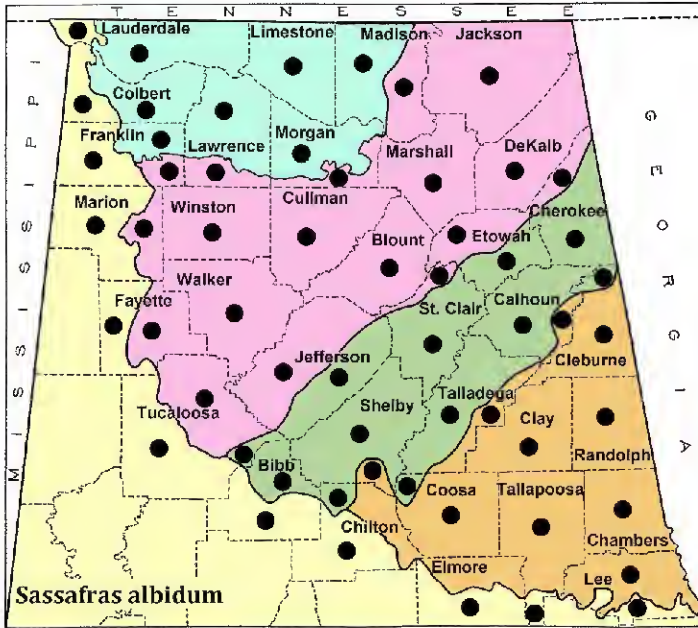 TENNESSEE
Lauderdale
Limestone
Madison
Jackson
Colbert
Franklin
Lawrence
Morgan
Marshall
DeKalb
Marion
Winston
Cullman
Cherokee
Blount
Etowah
Walker
Fayette
St. Clair
Calhoun
Jefferson
Cleburne
Tucaloosa
Shelby
Talladega
Clay
Randolph
Bibb
Coosa
Tallapoosa
Chilton
Chambers
Elmore
Lee
MISSISSIPPI
GEORGIA
Sassafras albidum